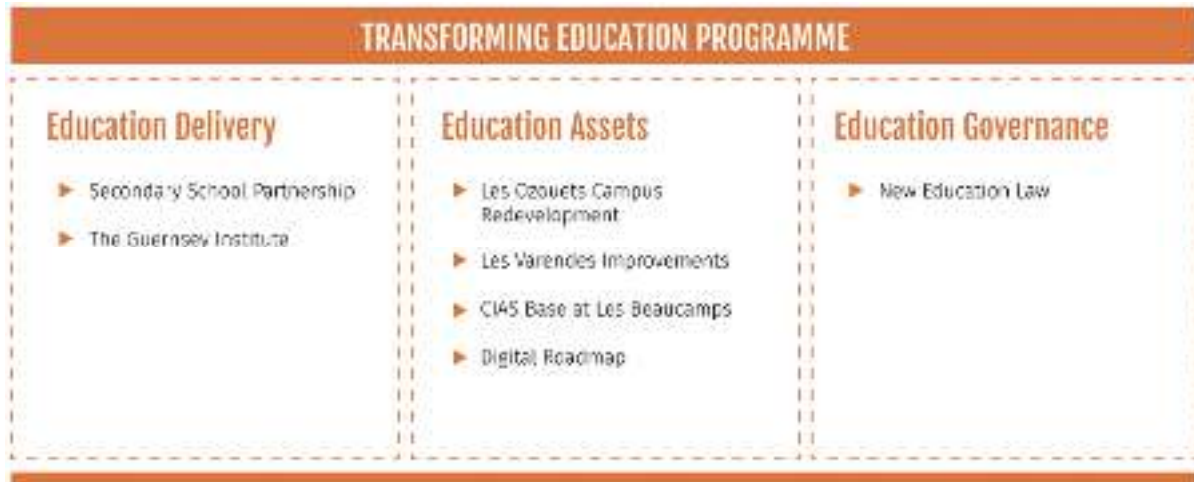 TRANSFORMING EDUCATION PROGRAMME
Education Delivery
Secondary School Partnership
The Guernsey Institute
Education Assets
Les Ozouets Campus
Redevelopment
Les Varendes Improvements
CIAS Base at Les Beaucamps
Digital Roadmap
Education Governance
New Education Law